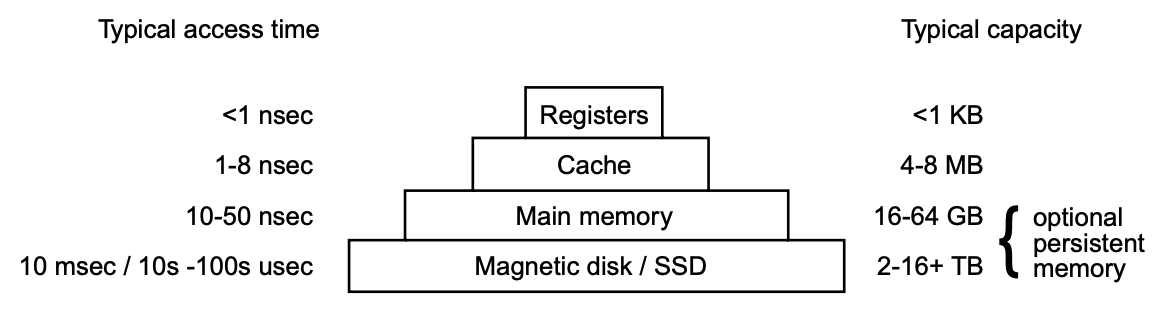 Typical access time Typical capacity
<1 nsec Registers <1 KB
1-8 nsec Cache 4-8 MB
10-50 nsec Main memory 16-64 GB { optional
persistent
10 msec / 10s -100s usec Magnetic disk / SSD 2-16+ TB memory